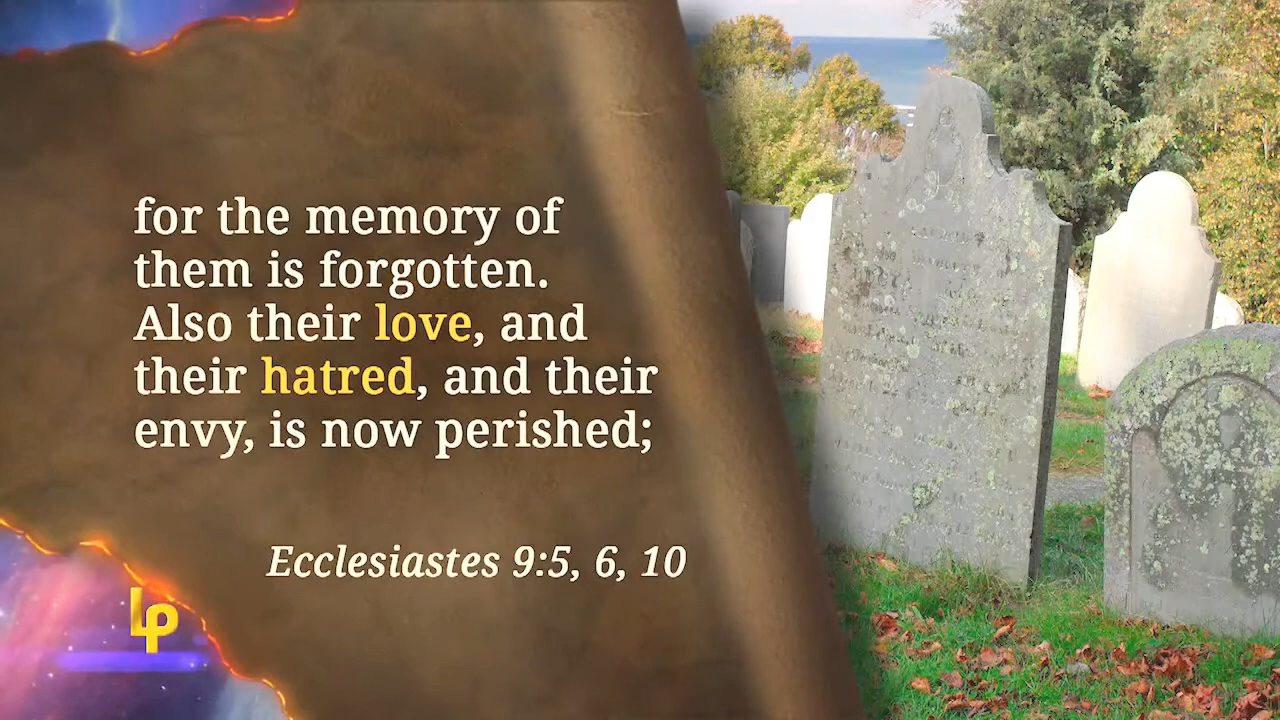 for the memory of
them is forgotten.
Also their love, and
their hatred, and their
envy, is now perished;
Ecclesiastes 9:5, 6, 10
LP